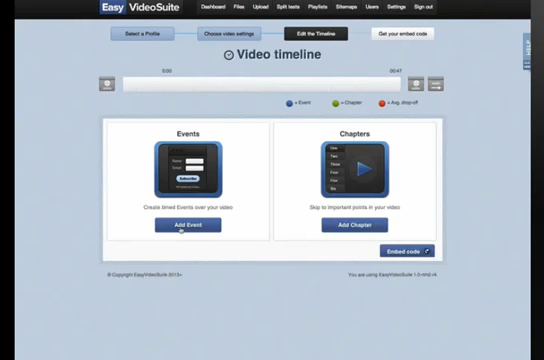 Easy VideoSuite
Dashboard Files Upload Split tests Playlists Sitemaps Users Settings Sign out
HELP
Select a Profile
Choose video settings
Edit the Timeline
Get your embed code
Video timeline
0:00
00:47
= Event
= Chapter
= Avg. drop-off
Events
Subscribe
Create timed Events over your video
Add Event
Chapters
One
Two
Three
Four
Five
Six
Skip to important points in your video
Add Chapter
Embed code
© Copyright EasyVideoSuite 2013+